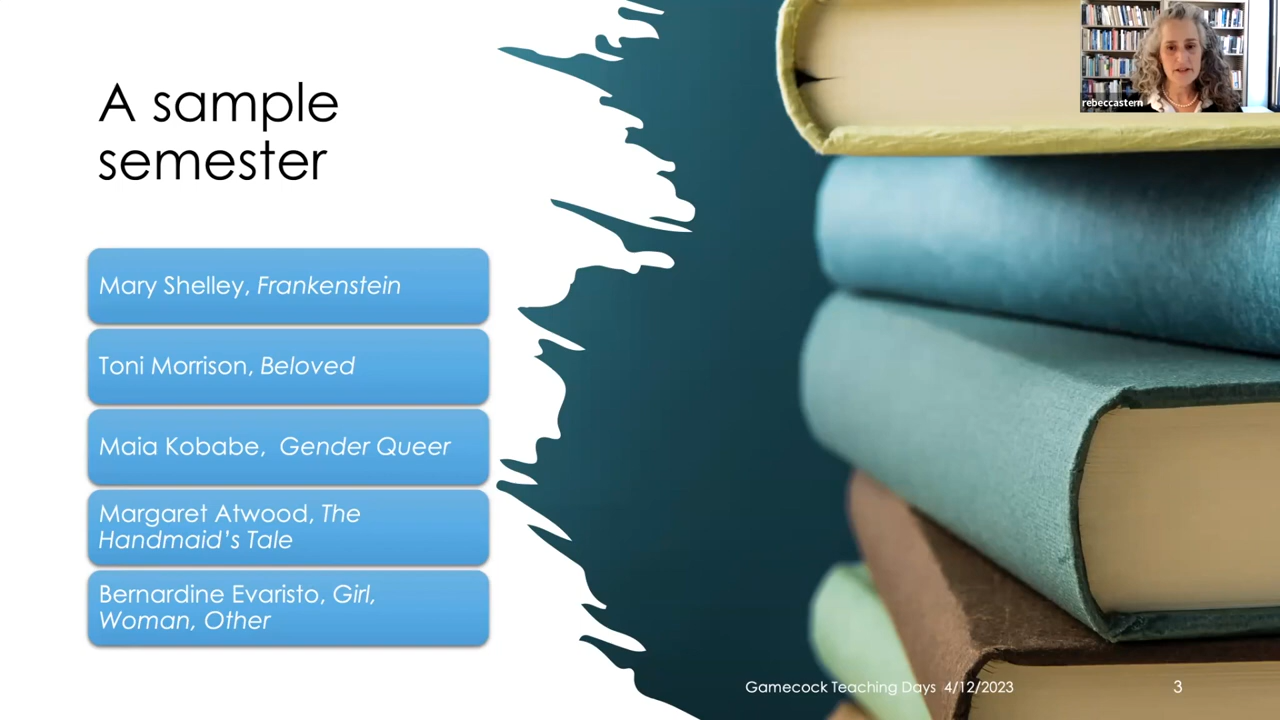 A sample
semester
rebeccastern
Mary Shelley, Frankenstein
Toni Morrison, Beloved
Maia Kobabe,  Gender Queer
Margaret Atwood, The
Handmaid's Tale
Bernardine Evaristo, Girl,
Woman, Other
Gamecock Teaching Days  4/12/2023
3